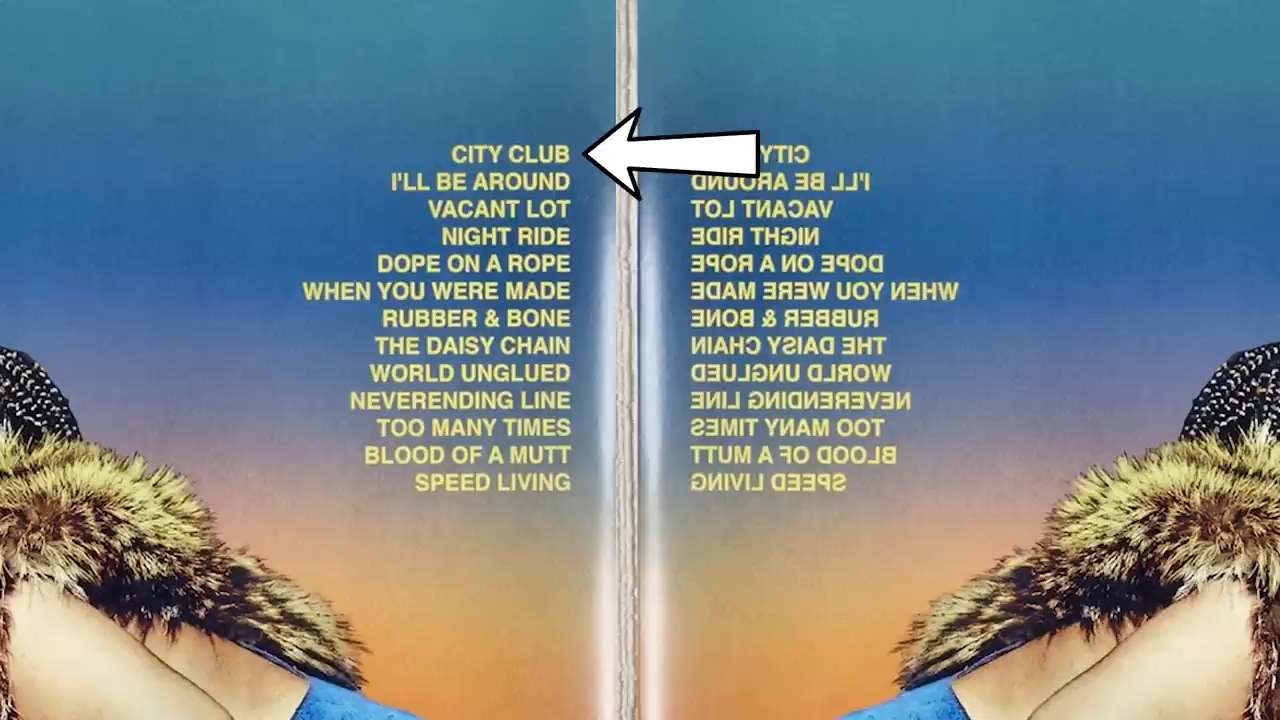 CITY CLUB
I'LL BE AROUND
VACANT LOT
NIGHT RIDE
DOPE ON A ROPE
WHEN YOU WERE MADE
RUBBER & BONE
THE DAISY CHAIN
WORLD UNGLUED
NEVERENDING LINE
TOO MANY TIMES
BLOOD OF A MUTT
SPEED LIVING
CITY
I'LL BE AROUND
VACANT LOT
NIGHT RIDE
DOPE ON A ROPE
WHEN YOU WERE MADE
RUBBER & BONE
THE DAISY CHAIN
WORLD UNGLUED
NEVERENDING LINE
TOO MANY TIMES
BLOOD OF A MUTT
SPEED LIVING